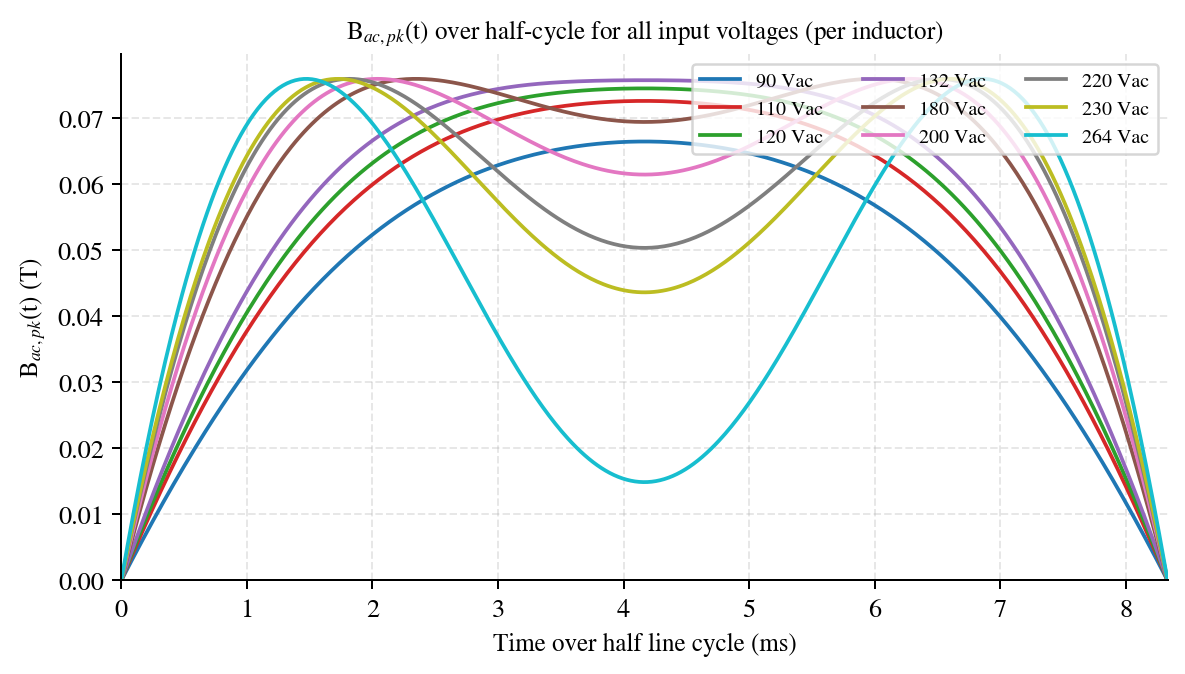 B_{ac,pk}(t) over half-cycle for all input voltages (per inductor)
90 Vac 132 Vac 220 Vac
110 Vac 180 Vac 230 Vac
120 Vac 200 Vac 264 Vac
B_{ac,pk}(t) (T)
0.07
0.06
0.05
0.04
0.03
0.02
0.01
0.00
0 1 2 3 4 5 6 7 8
Time over half line cycle (ms)